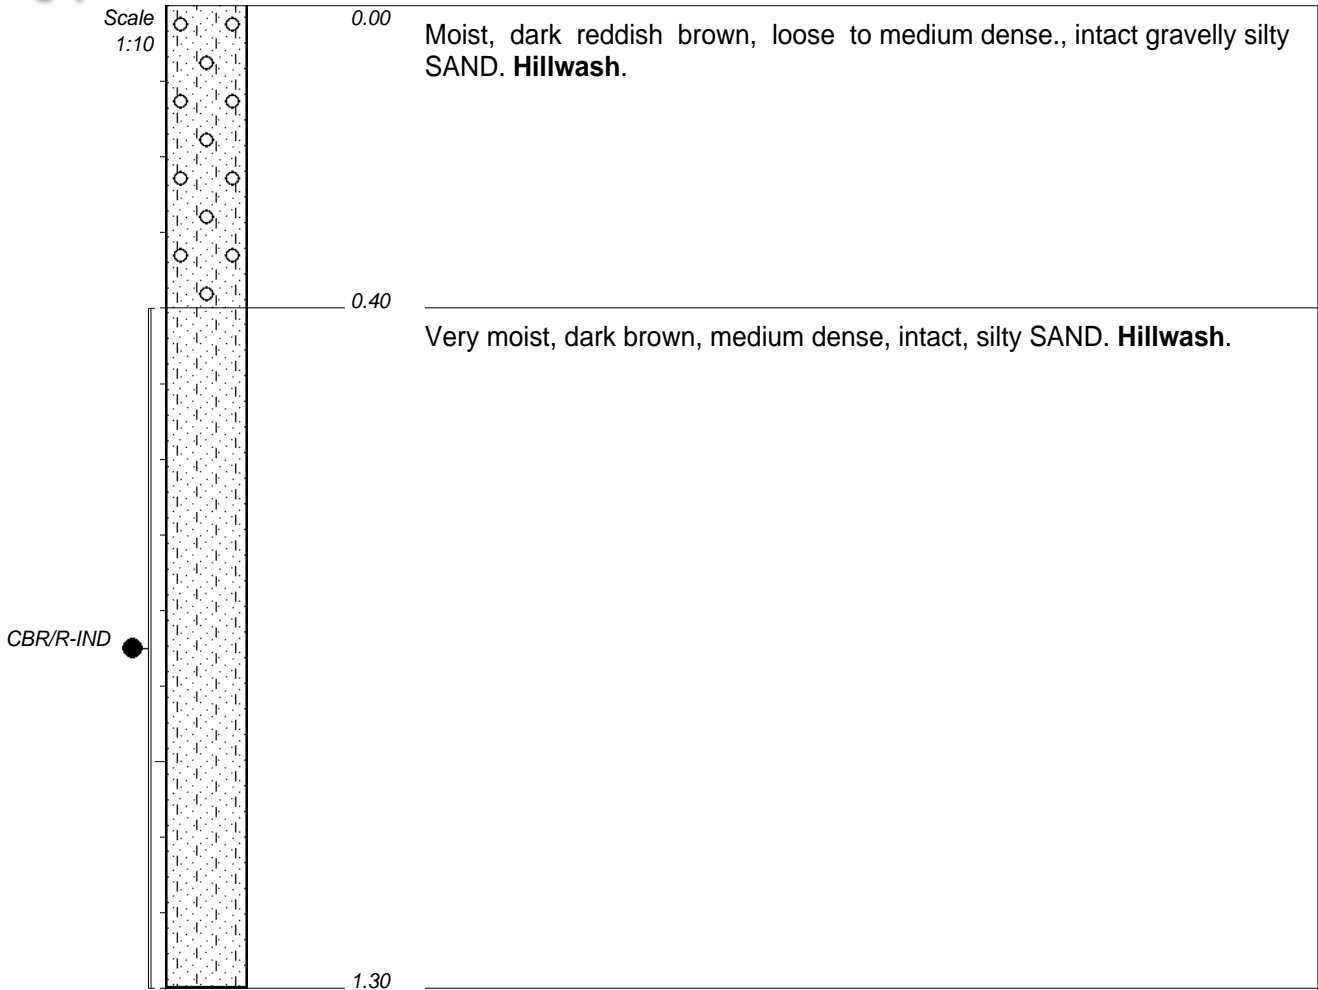 Scale
1:10
0.00
Moist, dark reddish brown, loose to medium dense., intact gravelly silty
SAND. Hillwash.
0.40
Very moist, dark brown, medium dense, intact, silty SAND. Hillwash.
CBR/R-IND
1.30